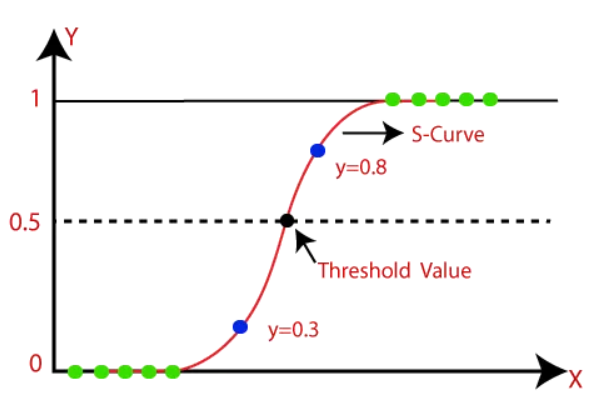 Y
1
S-Curve
y=0.8
0.5
Threshold Value
y=0.3
0
X